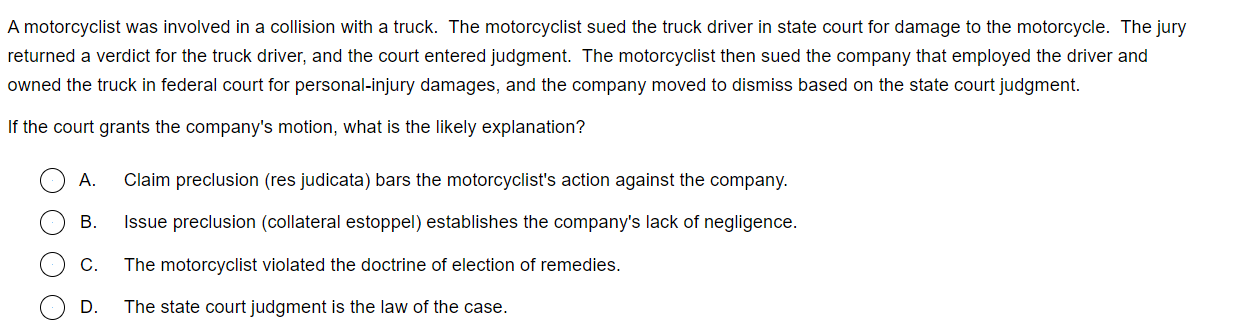 A motorcyclist was involved in a collision with a truck.  The motorcyclist sued the truck driver in state court for damage to the motorcycle.  The jury
returned a verdict for the truck driver, and the court entered judgment.  The motorcyclist then sued the company that employed the driver and
owned the truck in federal court for personal-injury damages, and the company moved to dismiss based on the state court judgment.
If the court grants the company's motion, what is the likely explanation?
A. Claim preclusion (res judicata) bars the motorcyclist's action against the company.
B. Issue preclusion (collateral estoppel) establishes the company's lack of negligence.
C. The motorcyclist violated the doctrine of election of remedies.
D. The state court judgment is the law of the case.